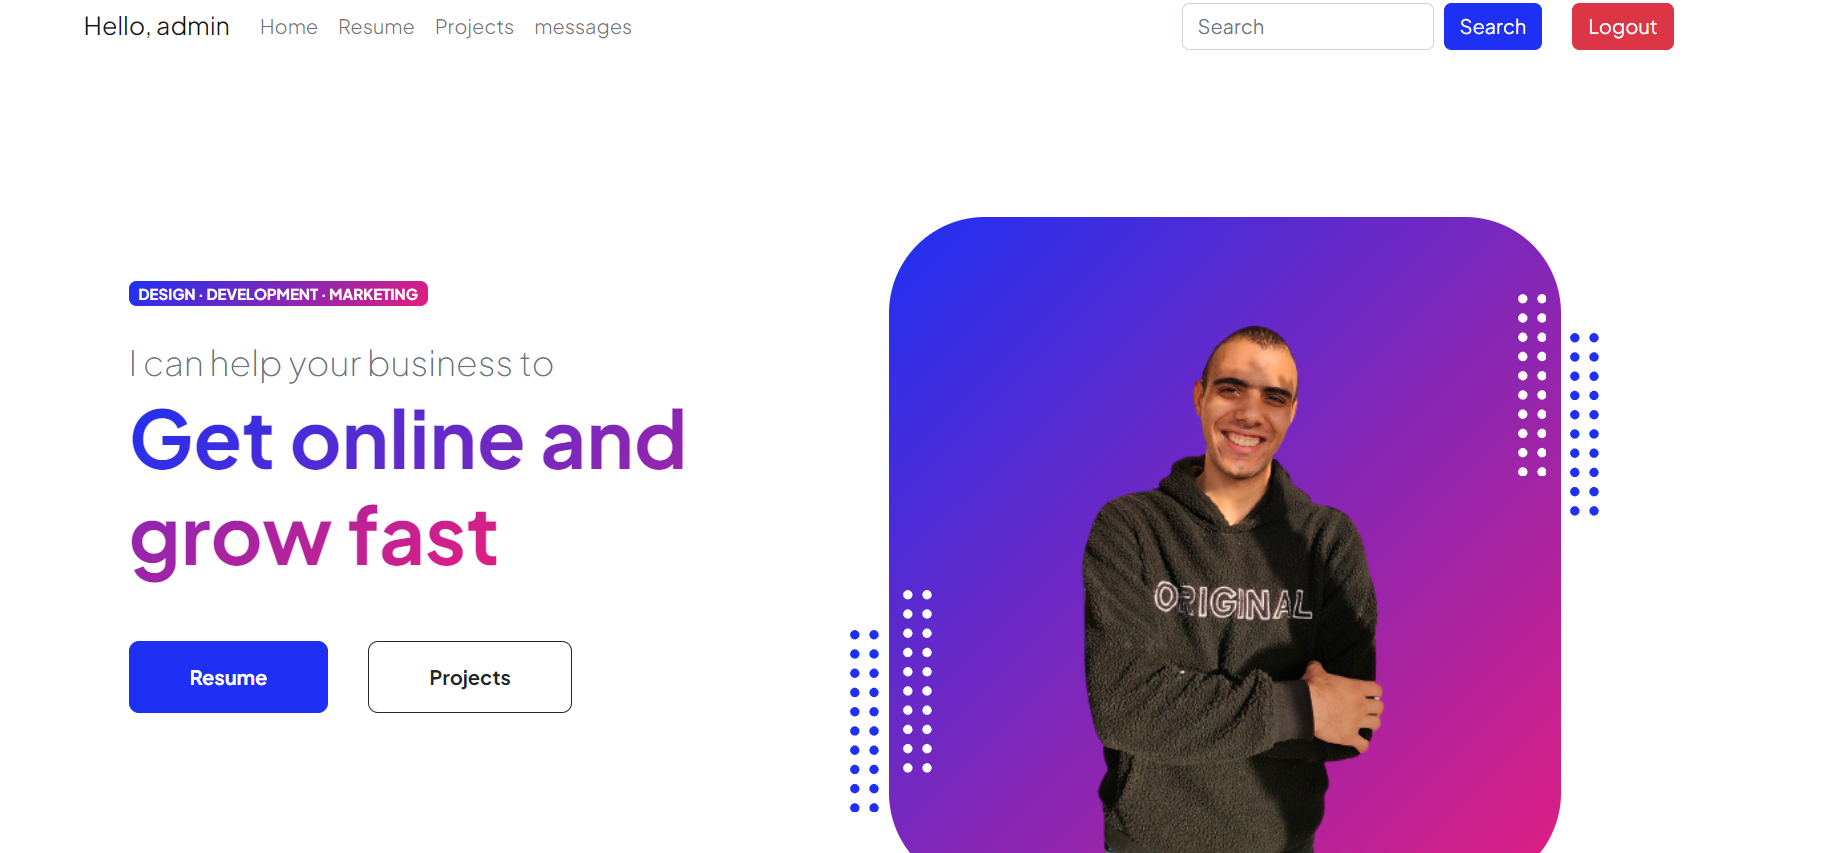 Hello, admin Home Resume Projects messages Search Search Logout
DESIGN · DEVELOPMENT · MARKETING
I can help your business to
Get online and
grow fast
Resume Projects
ORIGINAL